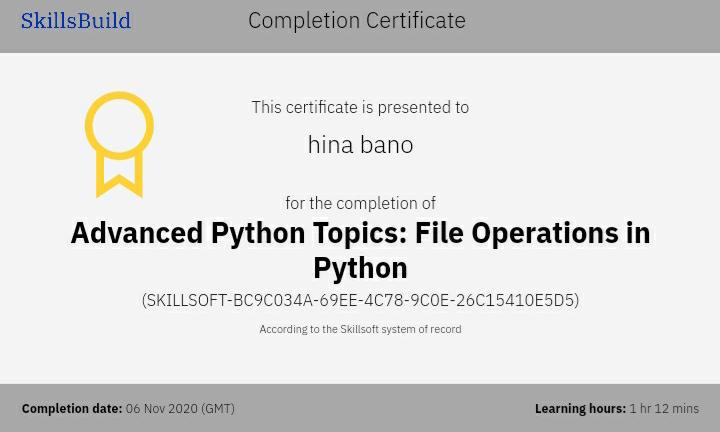 SkillsBuild
Completion Certificate
This certificate is presented to
hina bano
for the completion of
Advanced Python Topics: File Operations in
Python
(SKILLSOFT-BC9C034A-69EE-4C78-9C0E-26C15410E5D5)
According to the Skillsoft system of record
Completion date: 06 Nov 2020 (GMT)
Learning hours: 1 hr 12 mins